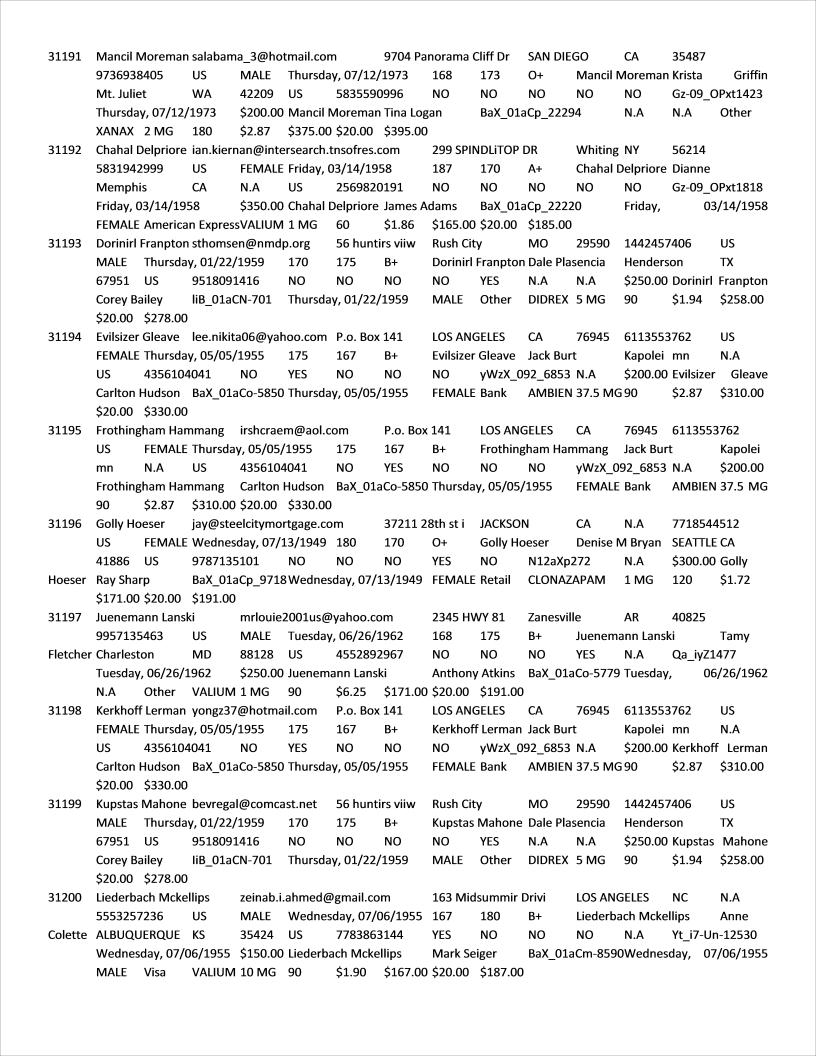 31191 Mancil Moreman salabama_3@hotmail.com 9704 Panorama Cliff Dr SAN DIEGO CA 35487
9736938405 US MALE Thursday, 07/12/1973 168 173 O+ Mancil Moreman Krista Griffin
Mt. Juliet WA 42209 US 5835590996 NO NO NO NO NO Gz-09_OPxt1423
Thursday, 07/12/1973 $200.00 Mancil Moreman Tina Logan BaX_01aCp_22294 N.A N.A Other
XANAX 2 MG 180 $2.87 $375.00 $20.00 $395.00
31192 Chahal Delpriore ian.kiernan@intersearch.tnsofres.com 299 SPINDLiTOP DR Whiting NY 56214
5831942999 US FEMALE Friday, 03/14/1958 187 170 A+ Chahal Delpriore Dianne
Memphis CA N.A US 2569820191 NO NO NO NO NO Gz-09_OPxt1818
Friday, 03/14/1958 $350.00 Chahal Delpriore James Adams BaX_01aCp_22220 Friday, 03/14/1958
FEMALE American ExpressVALIUM 1 MG 60 $1.86 $165.00 $20.00 $185.00
31193 Dorinirl Franpton sthomsen@nmdp.org 56 huntirs viiw Rush City MO 29590 1442457406 US
MALE Thursday, 01/22/1959 170 175 B+ Dorinirl Franpton Dale Plasencia Henderson TX
67951 US 9518091416 NO NO NO NO YES N.A N.A $250.00 Dorinirl Franpton
Corey Bailey liB_01aCN-701 Thursday, 01/22/1959 MALE Other DIDREX 5 MG 90 $1.94 $258.00
$20.00 $278.00
31194 Evilsizer Gleave lee.nikita06@yahoo.com P.o. Box 141 LOS ANGELES CA 76945 6113553762 US
FEMALE Thursday, 05/05/1955 175 167 B+ Evilsizer Gleave Jack Burt Kapolei mn N.A
US 4356104041 NO YES NO NO NO yWzX_092_6853 N.A $200.00 Evilsizer Gleave
Carlton Hudson BaX_01aCo-5850 Thursday, 05/05/1955 FEMALE Bank AMBIEN 37.5 MG 90 $2.87 $310.00
$20.00 $330.00
31195 Frothingham Hammang irshcraem@aol.com P.o. Box 141 LOS ANGELES CA 76945 6113553762
US FEMALE Thursday, 05/05/1955 175 167 B+ Frothingham Hammang Jack Burt Kapolei
mn N.A US 4356104041 NO YES NO NO NO yWzX_092_6853 N.A $200.00
Frothingham Hammang Carlton Hudson BaX_01aCo-5850 Thursday, 05/05/1955 FEMALE Bank AMBIEN 37.5 MG
90 $2.87 $310.00 $20.00 $330.00
31196 Golly Hoeser jay@steelcitymortgage.com 37211 28th st i JACKSON CA N.A 7718544512
US FEMALE Wednesday, 07/13/1949 180 170 O+ Golly Hoeser Denise M Bryan SEATTLE CA
41886 US 9787135101 NO NO NO YES NO N12aXp272 N.A $300.00 Golly
Hoeser Ray Sharp BaX_01aCp_9718 Wednesday, 07/13/1949 FEMALE Retail CLONAZAPAM 1 MG 120 $1.72
$171.00 $20.00 $191.00
31197 Juenemann Lanski mrlouie2001us@yahoo.com 2345 HWY 81 Zanesville AR 40825
9957135463 US MALE Tuesday, 06/26/1962 168 175 B+ Juenemann Lanski Tamy
Fletcher Charleston MD 88128 US 4552892967 NO NO NO YES N.A Qa_iyZ1477
Tuesday, 06/26/1962 $250.00 Juenemann Lanski Anthony Atkins BaX_01aCo-5779 Tuesday, 06/26/1962
N.A Other VALIUM 1 MG 90 $6.25 $171.00 $20.00 $191.00
31198 Kerkhoff Lerman yongz37@hotmail.com P.o. Box 141 LOS ANGELES CA 76945 6113553762 US
FEMALE Thursday, 05/05/1955 175 167 B+ Kerkhoff Lerman Jack Burt Kapolei mn N.A
US 4356104041 NO YES NO NO NO yWzX_092_6853 N.A $200.00 Kerkhoff Lerman
Carlton Hudson BaX_01aCo-5850 Thursday, 05/05/1955 FEMALE Bank AMBIEN 37.5 MG 90 $2.87 $310.00
$20.00 $330.00
31199 Kupstas Mahone bevregal@comcast.net 56 huntirs viiw Rush City MO 29590 1442457406 US
MALE Thursday, 01/22/1959 170 175 B+ Kupstas Mahone Dale Plasencia Henderson TX
67951 US 9518091416 NO NO NO NO YES N.A N.A $250.00 Kupstas Mahone
Corey Bailey liB_01aCN-701 Thursday, 01/22/1959 MALE Other DIDREX 5 MG 90 $1.94 $258.00
$20.00 $278.00
31200 Liederbach Mckellips zeinab.i.ahmed@gmail.com 163 Midsummir Drivi LOS ANGELES NC N.A
5553257236 US MALE Wednesday, 07/06/1955 167 180 B+ Liederbach Mckellips Anne
Colette ALBUQUERQUE KS 35424 US 7783863144 YES NO NO NO N.A Yt_i7-Un-12530
Wednesday, 07/06/1955 $150.00 Liederbach Mckellips Mark Seiger BaX_01aCm-8590Wednesday, 07/06/1955
MALE Visa VALIUM 10 MG 90 $1.90 $167.00 $20.00 $187.00